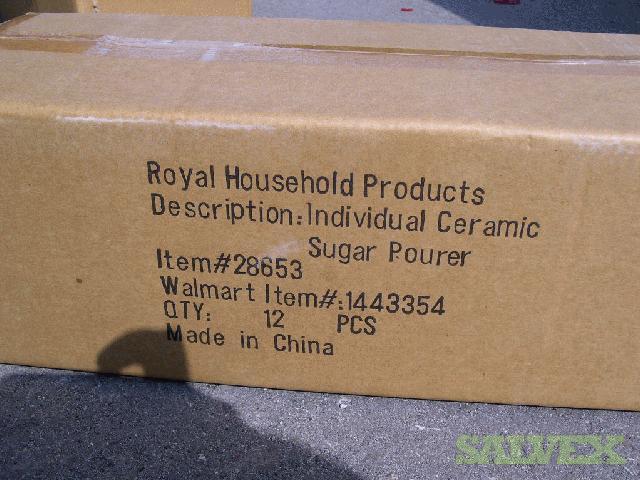 Royal Household Products
Description:Individual Ceramic
Sugar Pourer
Item#28653
Walmart Item#:1443354
QTY: 12 PCS
Made in China
SALVEX